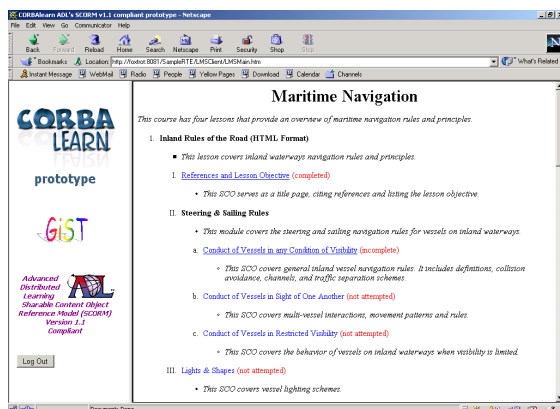 CORBAlearn ADL's SCORM v1.1 compliant prototype - Netscape
File Edit View Go Communicator Help
Back Forward Reload Home Search Netscape Print Security Shop Stop
Bookmarks Location: http://foxtrot:8081/SampleRTE/LMSClient/LMSMain.htm What's Related
Instant Message WebMail Radio People Yellow Pages Download Calendar Channels
CORBA
LEARN
prototype
GiST
Advanced
Distributed
Learning
ADL
Sharable Content Object
Reference Model (SCORM)
Version 1.1
Compliant
Log Out
Maritime Navigation
This course has four lessons that provide an overview of maritime navigation rules and principles.
I. Inland Rules of the Road (HTML Format)
This lesson covers inland waterways navigation rules and principles.
I. References and Lesson Objective (completed)
This SCO serves as a title page, citing references and listing the lesson objective.
II. Steering & Sailing Rules
This module covers the steering and sailing navigation rules for vessels on inland waterways.
a. Conduct of Vessels in any Condition of Visibility (incomplete)
This SCO covers general inland vessel navigation rules. It includes definitions, collision
avoidance, channels, and traffic separation schemes.
b. Conduct of Vessels in Sight of One Another (not attempted)
This SCO covers multi-vessel interactions, movement patterns and rules.
c. Conduct of Vessels in Restricted Visibility (not attempted)
This SCO covers the behavior of vessels on inland waterways when visibility is limited.
III. Lights & Shapes (not attempted)
This SCO covers vessel lighting schemes.
Document: Done